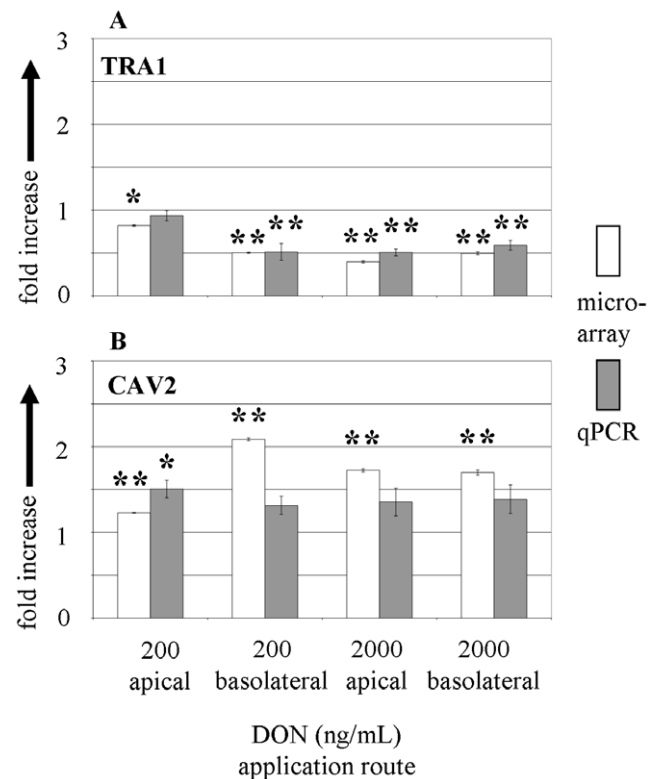 A
3
TRA1
2
*
1
** ** ** ** ** **
0
fold increase
micro-
array
qPCR
B
3
CAV2
2
** * ** ** **
1
0
fold increase
200 200 2000 2000
apical basolateral apical basolateral
DON (ng/mL)
application route